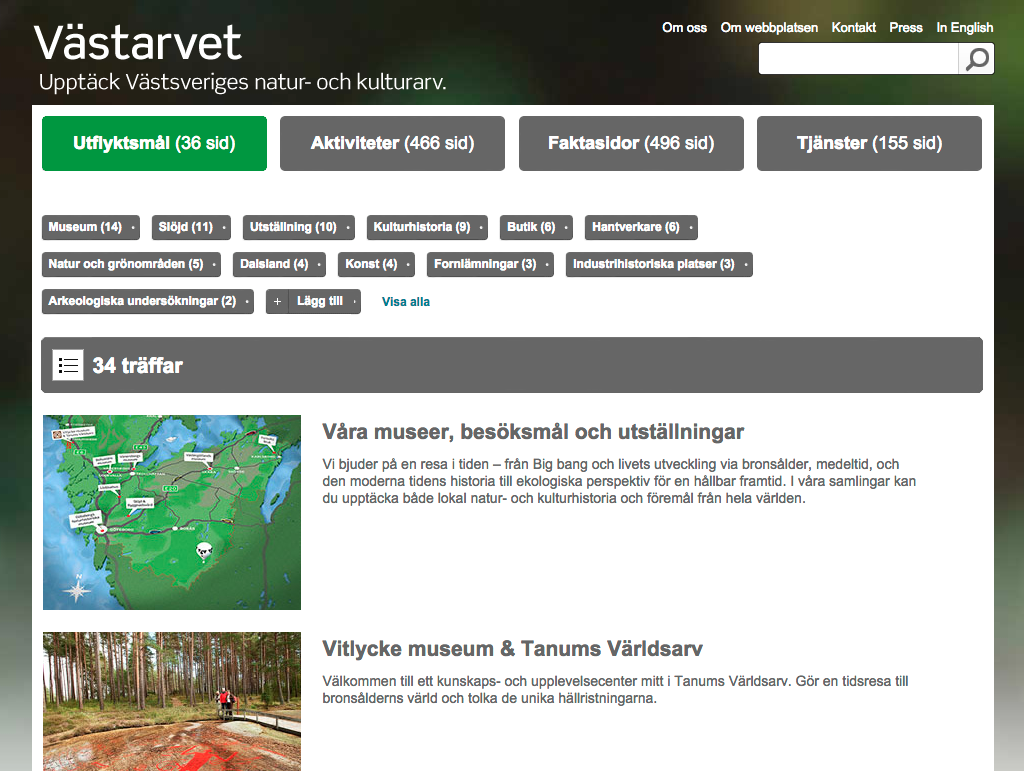 Västarvet
Upptäck Västsveriges natur- och kulturarv.
Om oss Om webbplatsen Kontakt Press In English
Utflyktsmål (36 sid) Aktiviteter (466 sid) Faktasidor (496 sid) Tjänster (155 sid)
Museum (14) Slöjd (11) Utställning (10) Kulturhistoria (9) Butik (6) Hantverkare (6)
Natur och grönområden (5) Dalsland (4) Konst (4) Fornlämningar (3) Industrihistoriska platser (3)
Arkeologiska undersökningar (2) + Lägg till Visa alla
34 träffar
Våra museer, besöksmål och utställningar
Vi bjuder på en resa i tiden – från Big bang och livets utveckling via bronsålder, medeltid, och
den moderna tidens historia till ekologiska perspektiv för en hållbar framtid. I våra samlingar kan
du upptäcka både lokal natur- och kulturhistoria och föremål från hela världen.
N
Vitlycke museum & Tanums Världsarv
Välkommen till ett kunskaps- och upplevelsecenter mitt i Tanums Världsarv. Gör en tidsresa till
bronsålderns värld och tolka de unika hällristningarna.